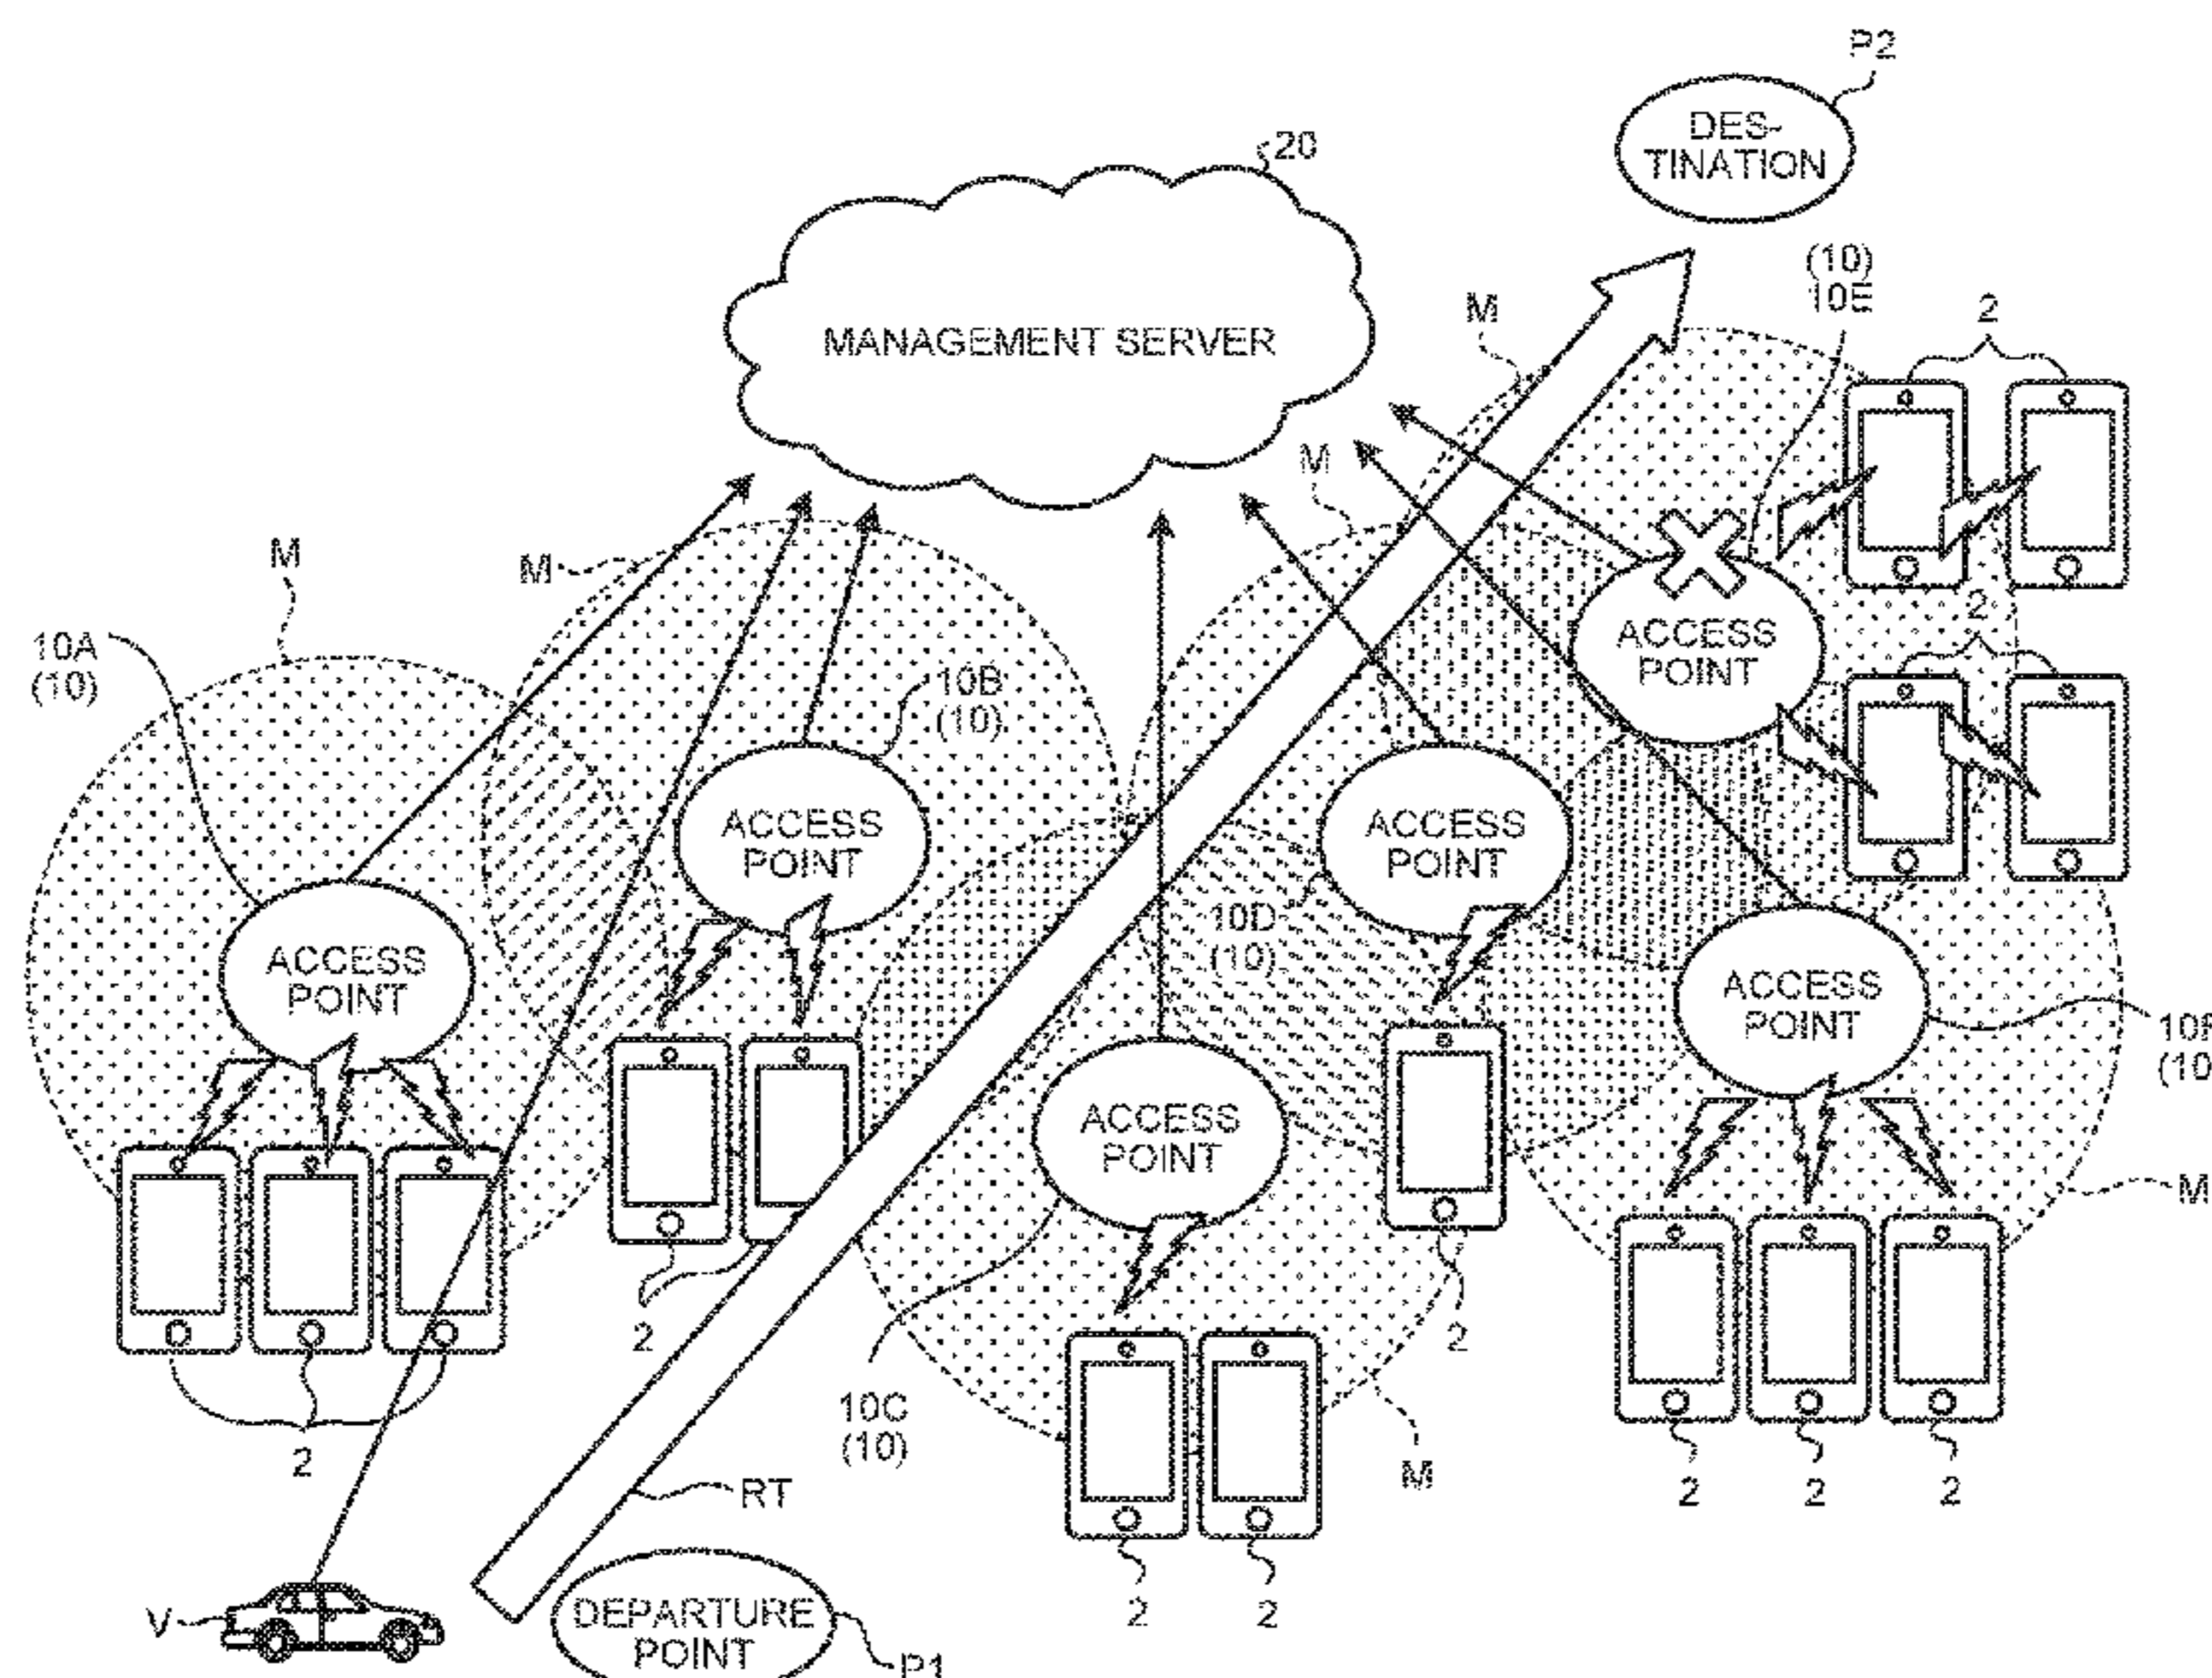 P2
DES-
TINATION
20
MANAGEMENT SERVER
(10)
10E
M
2
M
M
M
ACCESS
POINT
2
10A
(10)
10B
(10)
ACCESS
POINT
ACCESS
POINT
10D
(10)
ACCESS
POINT
ACCESS
POINT
(10
ACCESS
POINT
M
2
2
2
10C
(10)
M
2
2
2
RT
V
DEPARTURE
POINT
2
2
P1